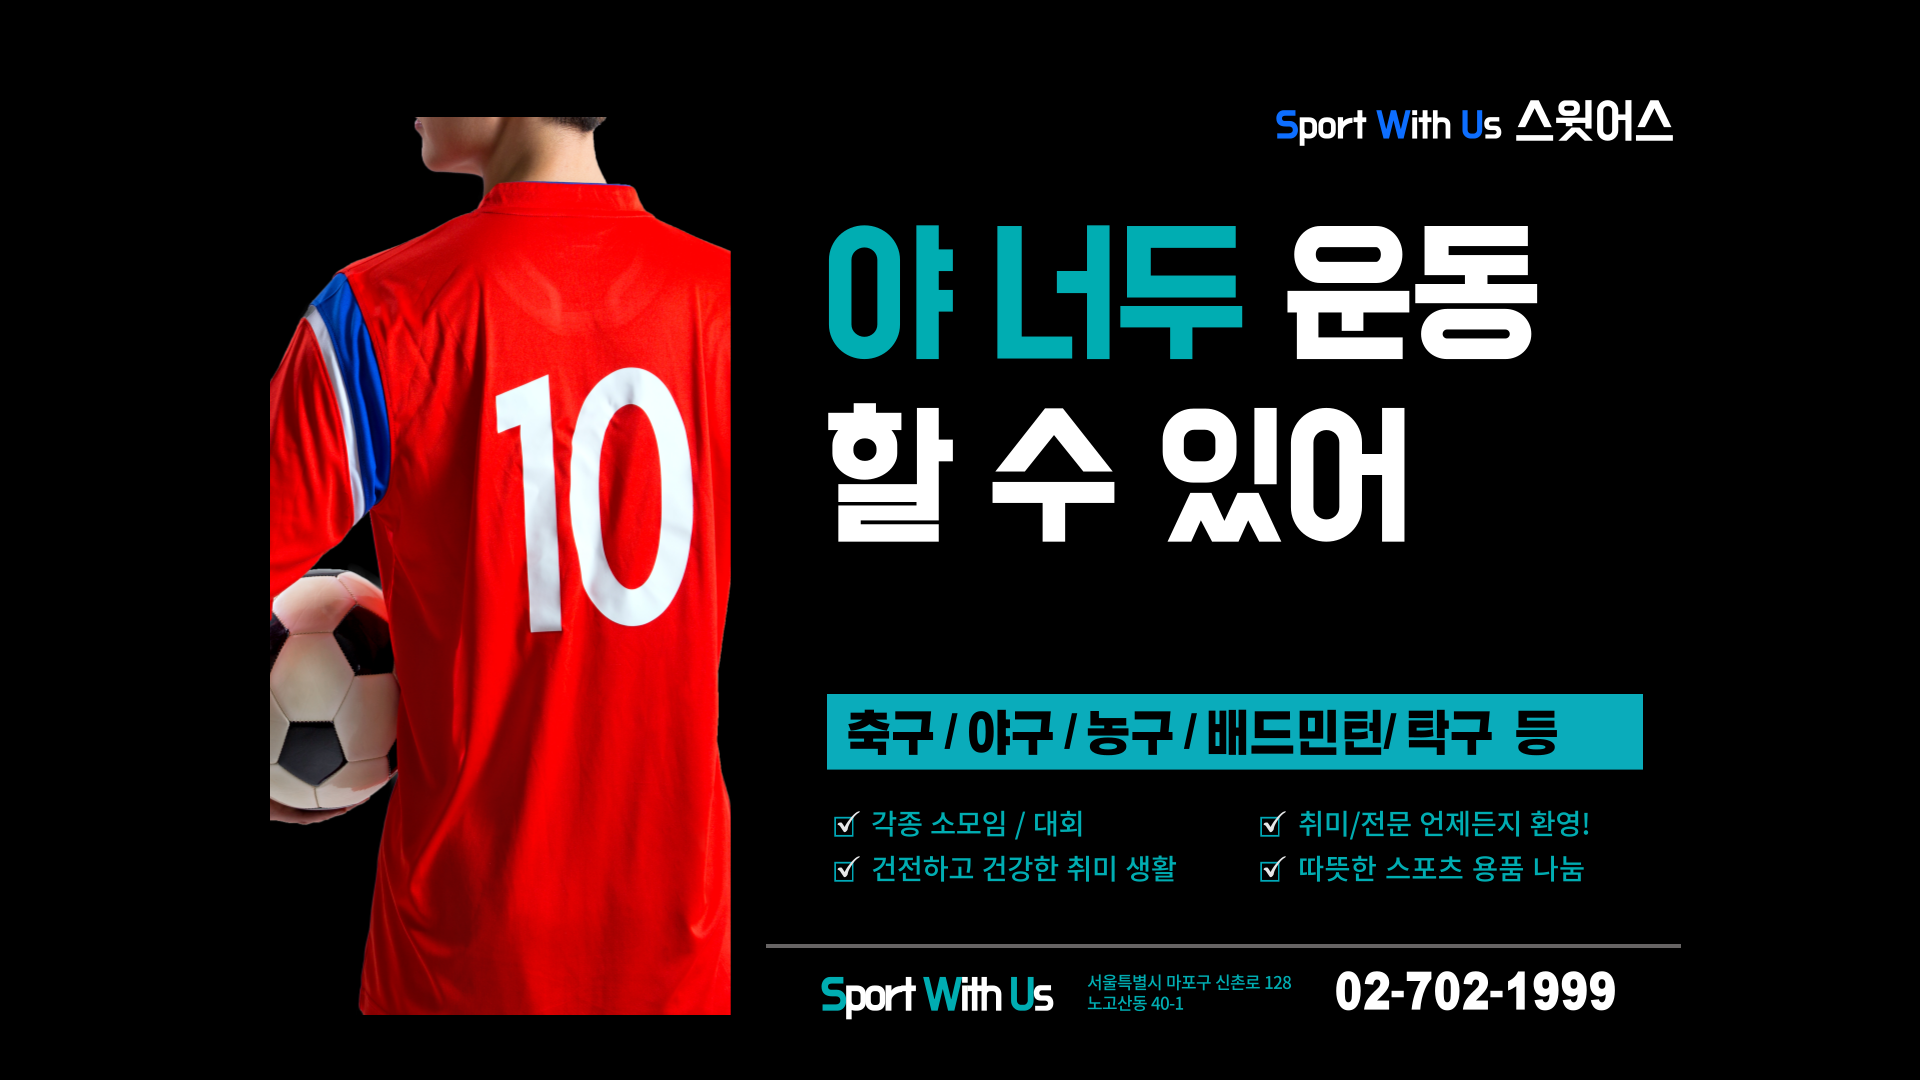 Sport With Us 스윗어스
야 너두 운동
할 수 있어
10
축구 / 야구 / 농구 / 배드민턴/ 탁구 등
각종 소모임 / 대회
취미/전문 언제든지 환영!
건전하고 건강한 취미 생활
따뜻한 스포츠 용품 나눔
Sport With Us
서울특별시 마포구 신촌로 128
노고산동 40-1
02-702-1999